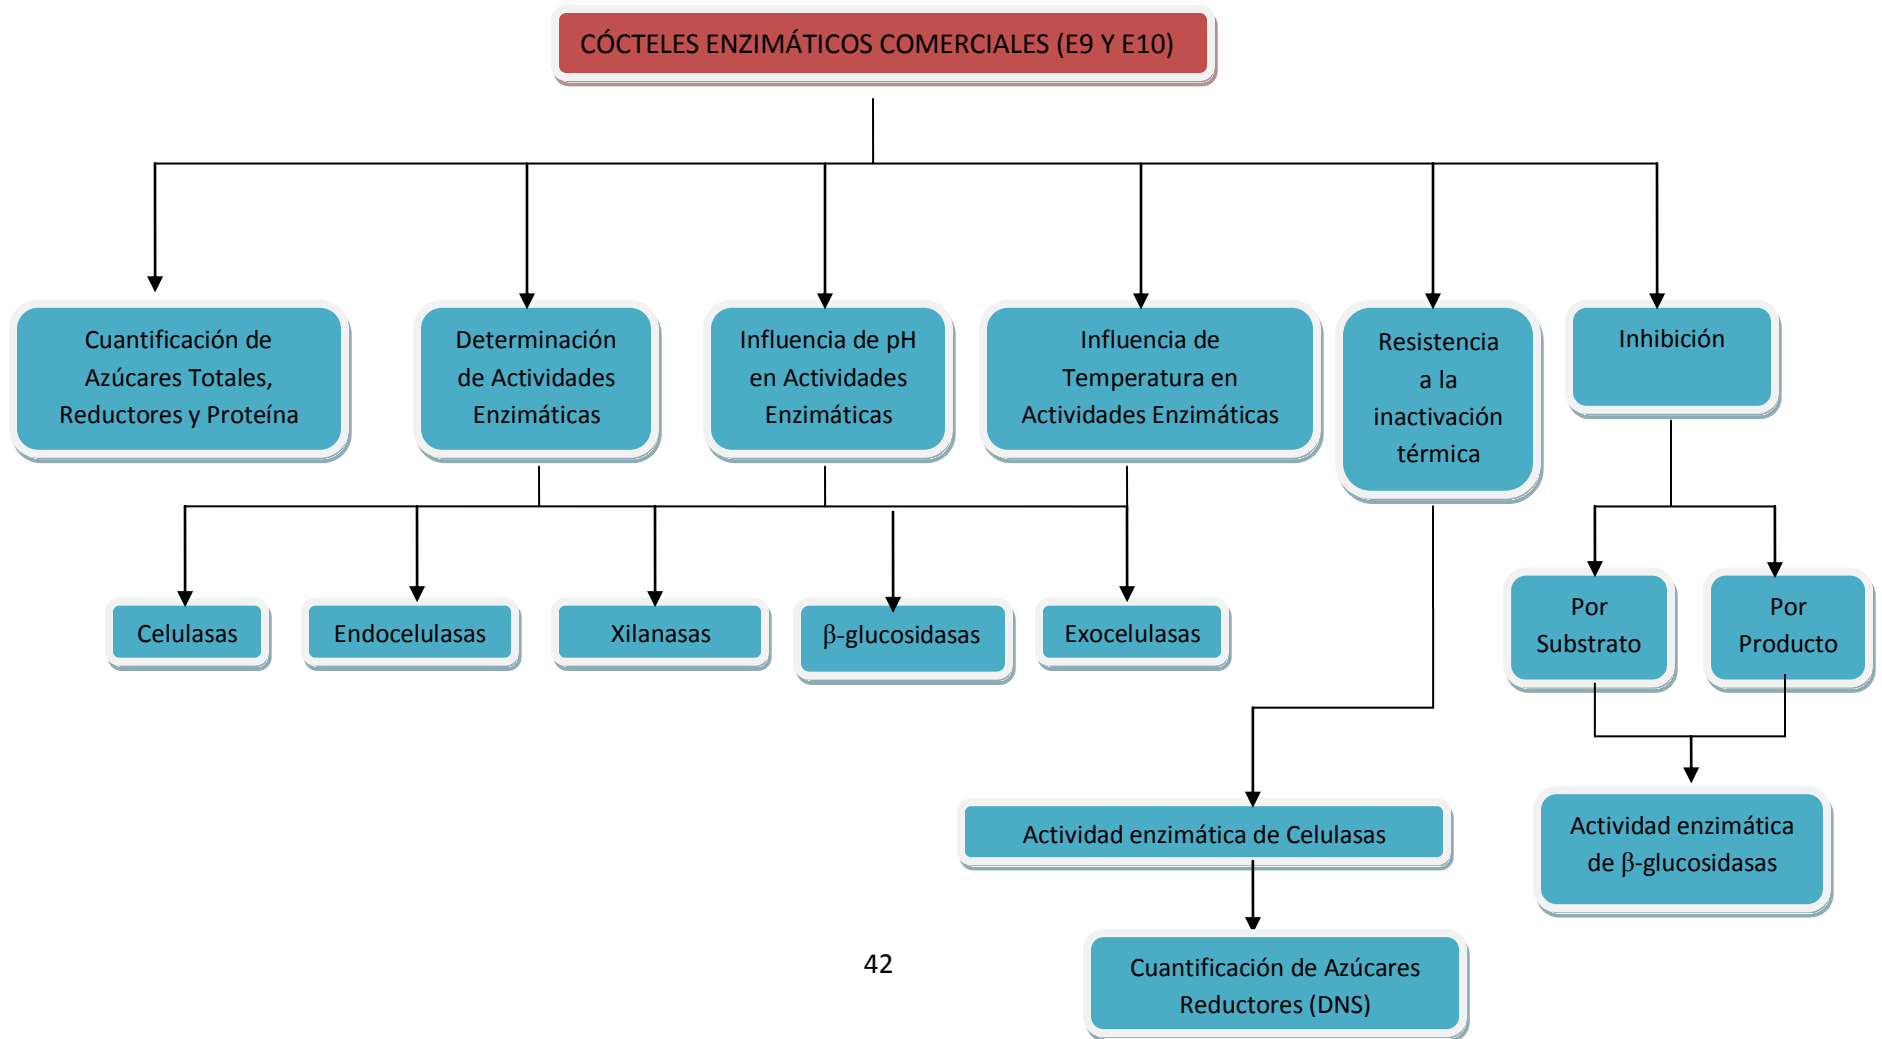 CÓCTELES ENZIMÁTICOS COMERCIALES (E9 Y E10)
Cuantificación de
Azúcares Totales,
Reductores y Proteína
Determinación
de Actividades
Enzimáticas
Influencia de pH
en Actividades
Enzimáticas
Influencia de
Temperatura en
Actividades Enzimáticas
Resistencia
a la
inactivación
térmica
Inhibición
Celulasas
Endocelulasas
Xilanasas
β-glucosidasas
Exocelulasas
Por
Substrato
Por
Producto
Actividad enzimática de Celulasas
Actividad enzimática
de β-glucosidasas
Cuantificación de Azúcares
Reductores (DNS)
42